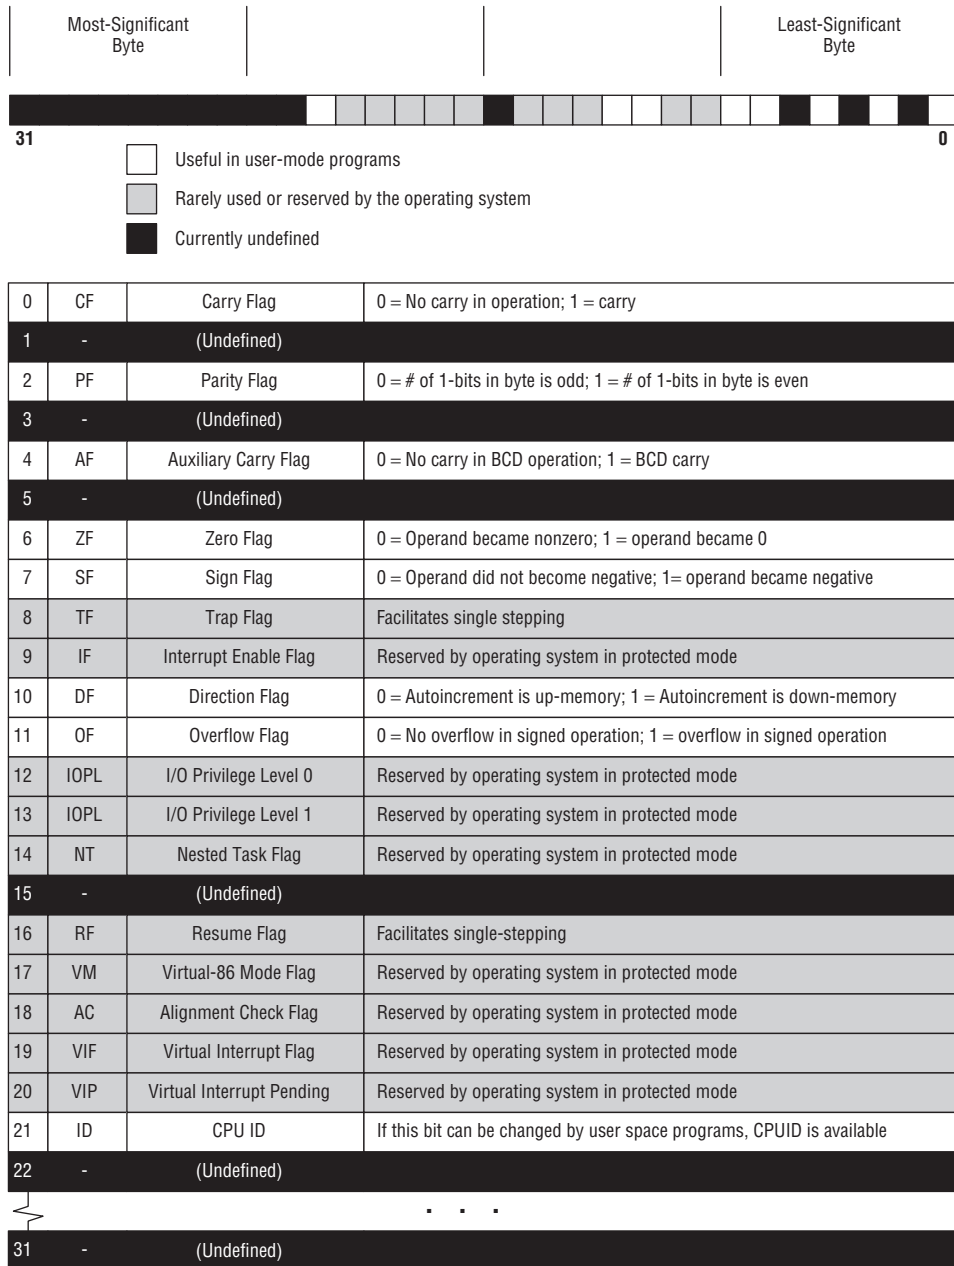 Most-Significant
Byte
Least-Significant
Byte
31
0
Useful in user-mode programs
Rarely used or reserved by the operating system
Currently undefined
0 CF Carry Flag 0 = No carry in operation; 1 = carry
1 - (Undefined)
2 PF Parity Flag 0 = # of 1-bits in byte is odd; 1 = # of 1-bits in byte is even
3 - (Undefined)
4 AF Auxiliary Carry Flag 0 = No carry in BCD operation; 1 = BCD carry
5 - (Undefined)
6 ZF Zero Flag 0 = Operand became nonzero; 1 = operand became 0
7 SF Sign Flag 0 = Operand did not become negative; 1= operand became negative
8 TF Trap Flag Facilitates single stepping
9 IF Interrupt Enable Flag Reserved by operating system in protected mode
10 DF Direction Flag 0 = Autoincrement is up-memory; 1 = Autoincrement is down-memory
11 OF Overflow Flag 0 = No overflow in signed operation; 1 = overflow in signed operation
12 IOPL I/O Privilege Level 0 Reserved by operating system in protected mode
13 IOPL I/O Privilege Level 1 Reserved by operating system in protected mode
14 NT Nested Task Flag Reserved by operating system in protected mode
15 - (Undefined)
16 RF Resume Flag Facilitates single-stepping
17 VM Virtual-86 Mode Flag Reserved by operating system in protected mode
18 AC Alignment Check Flag Reserved by operating system in protected mode
19 VIF Virtual Interrupt Flag Reserved by operating system in protected mode
20 VIP Virtual Interrupt Pending Reserved by operating system in protected mode
21 ID CPU ID If this bit can be changed by user space programs, CPUID is available
22 - (Undefined)
. . .
31 - (Undefined)